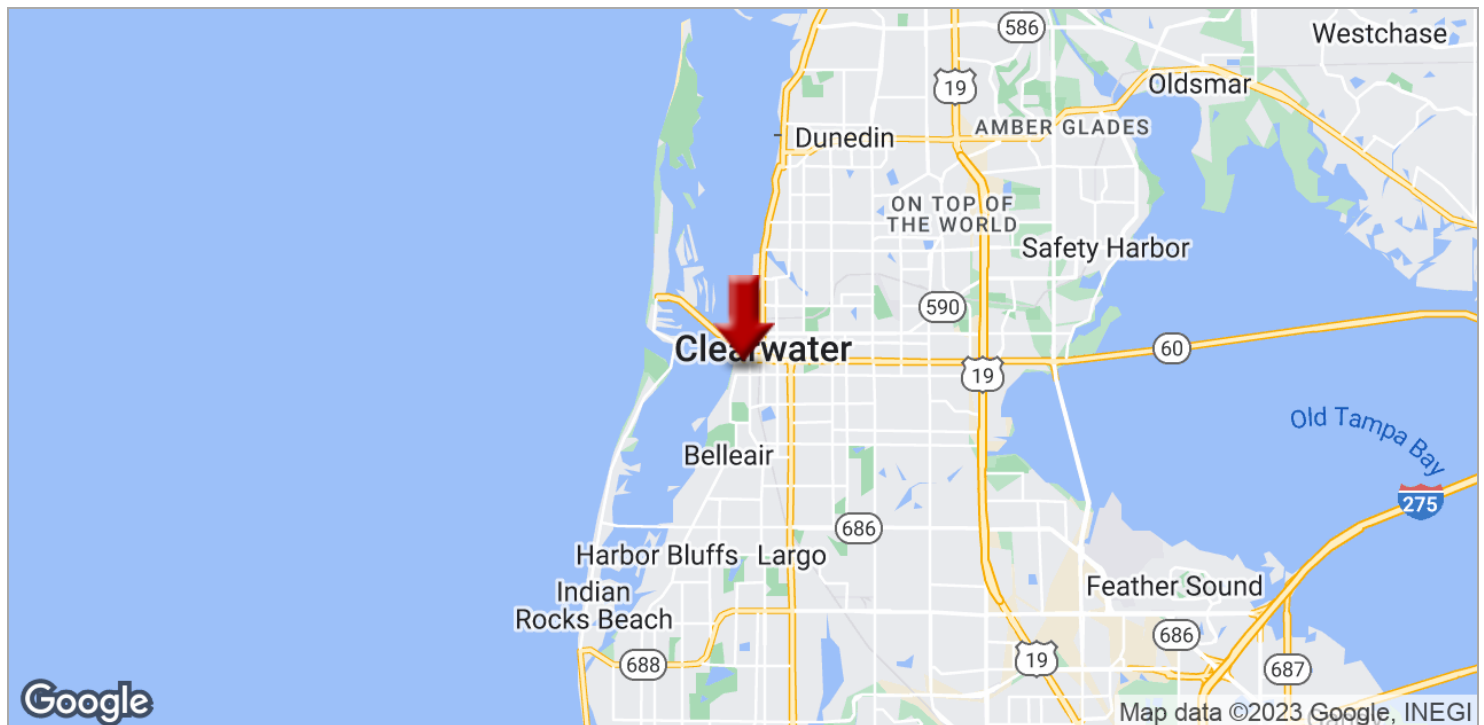 586
Westchase
19
Oldsmar
AMBER GLADES
Dunedin
ON TOP OF
THE WORLD
Safety Harbor
590
Clearwater
60
19
Old Tampa Bay
Belleair
275
686
Harbor Bluffs
Largo
Indian
Rocks Beach
Feather Sound
686
688
19
687
Google
Map data ©2023 Google, INEGI